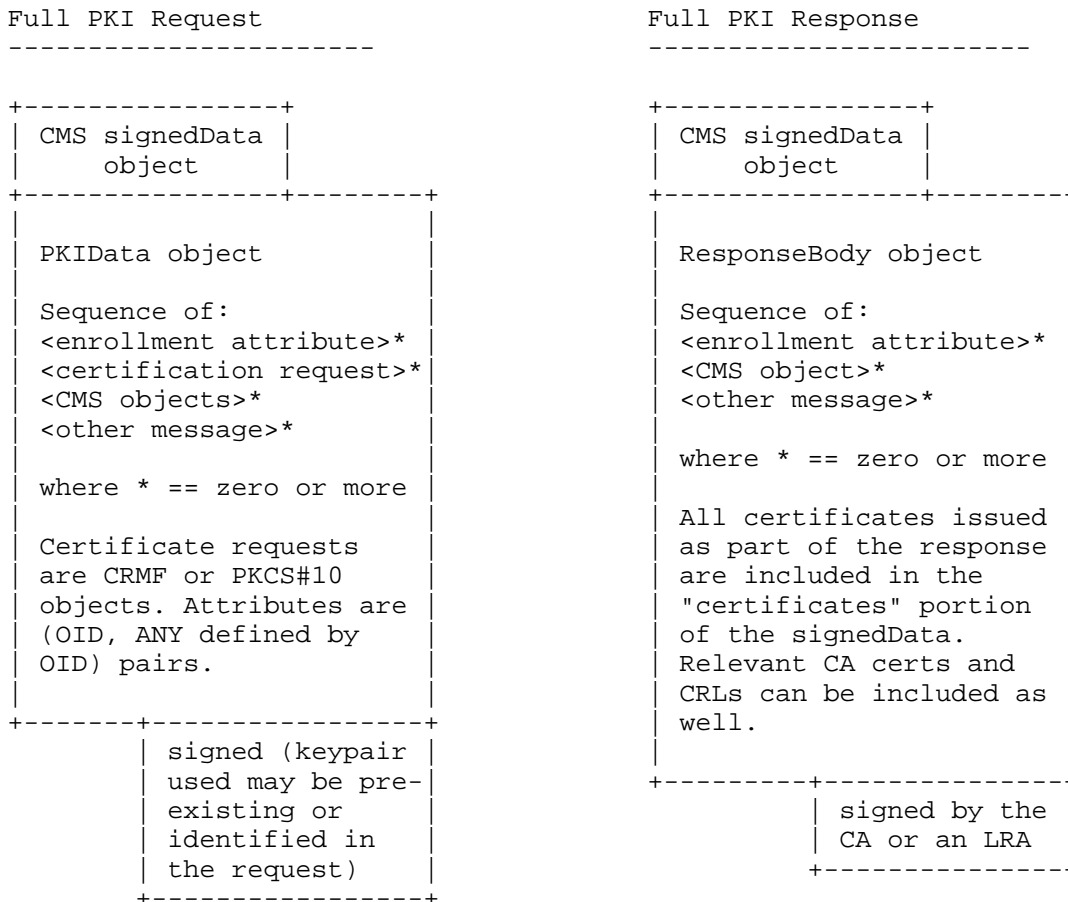 Full PKI Request
-----------------------
CMS signedData
object
PKIData object
Sequence of:
<enrollment attribute>*
<certification request>*
<CMS objects>*
<other message>*
where * == zero or more
Certificate requests
are CRMF or PKCS#10
objects. Attributes are
(OID, ANY defined by
OID) pairs.
signed (keypair
used may be pre-
existing or
identified in
the request)
Full PKI Response
------------------------
CMS signedData
object
ResponseBody object
Sequence of:
<enrollment attribute>*
<CMS object>*
<other message>*
where * == zero or more
All certificates issued
as part of the response
are included in the
"certificates" portion
of the signedData.
Relevant CA certs and
CRLs can be included as
well.
signed by the
CA or an LRA